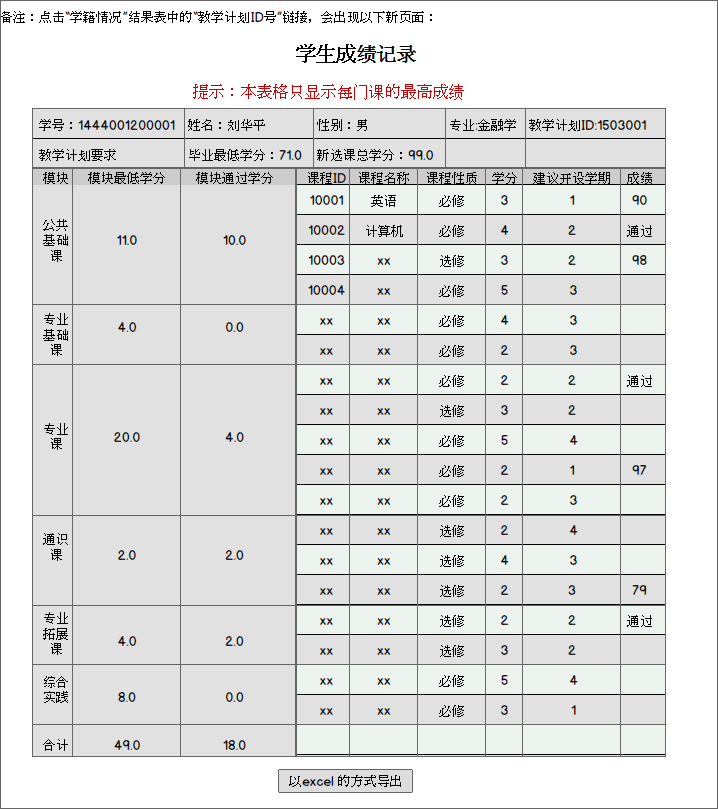 备注：点击“学籍情况”结果表中的“教学计划ID号”链接，会出现以下新页面：
学生成绩记录
提示：本表格只显示每门课的最高成绩
学号：1444001200001 姓名：刘华平 性别：男 专业:金融学 教学计划ID:1503001
教学计划要求 毕业最低学分：71.0 新选课总学分：99.0
模块 模块最低学分 模块通过学分 课程ID 课程名称 课程性质 学分 建议开设学期 成绩
公共
基础
课
11.0 10.0
10001 英语 必修 3 1 90
10002 计算机 必修 4 2 通过
10003 xx 选修 3 2 98
10004 xx 必修 5 3
专业
基础
课
4.0 0.0
xx xx 必修 4 3
xx xx 必修 2 3
专业
课
20.0 4.0
xx xx 必修 2 2 通过
xx xx 选修 3 2
xx xx 必修 5 4
xx xx 必修 2 1 97
xx xx 必修 2 3
通识
课
2.0 2.0
xx xx 选修 2 4
xx xx 选修 4 3
xx xx 选修 2 3 79
专业
拓展
课
4.0 2.0
xx xx 选修 2 2 通过
xx xx 选修 3 2
综合
实践
8.0 0.0
xx xx 必修 5 4
xx xx 必修 3 1
合计 49.0 18.0
以excel 的方式导出